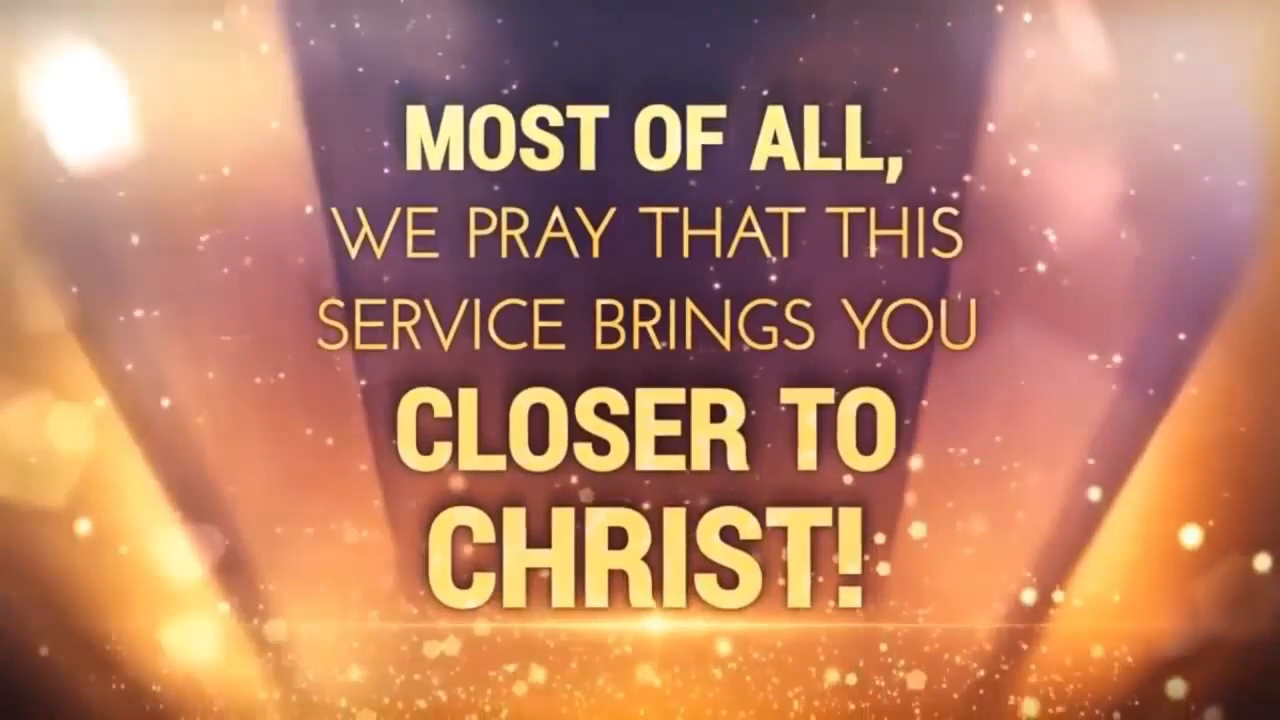 MOST OF ALL,
WE PRAY THAT THIS
SERVICE BRINGS YOU
CLOSER TO
CHRIST!